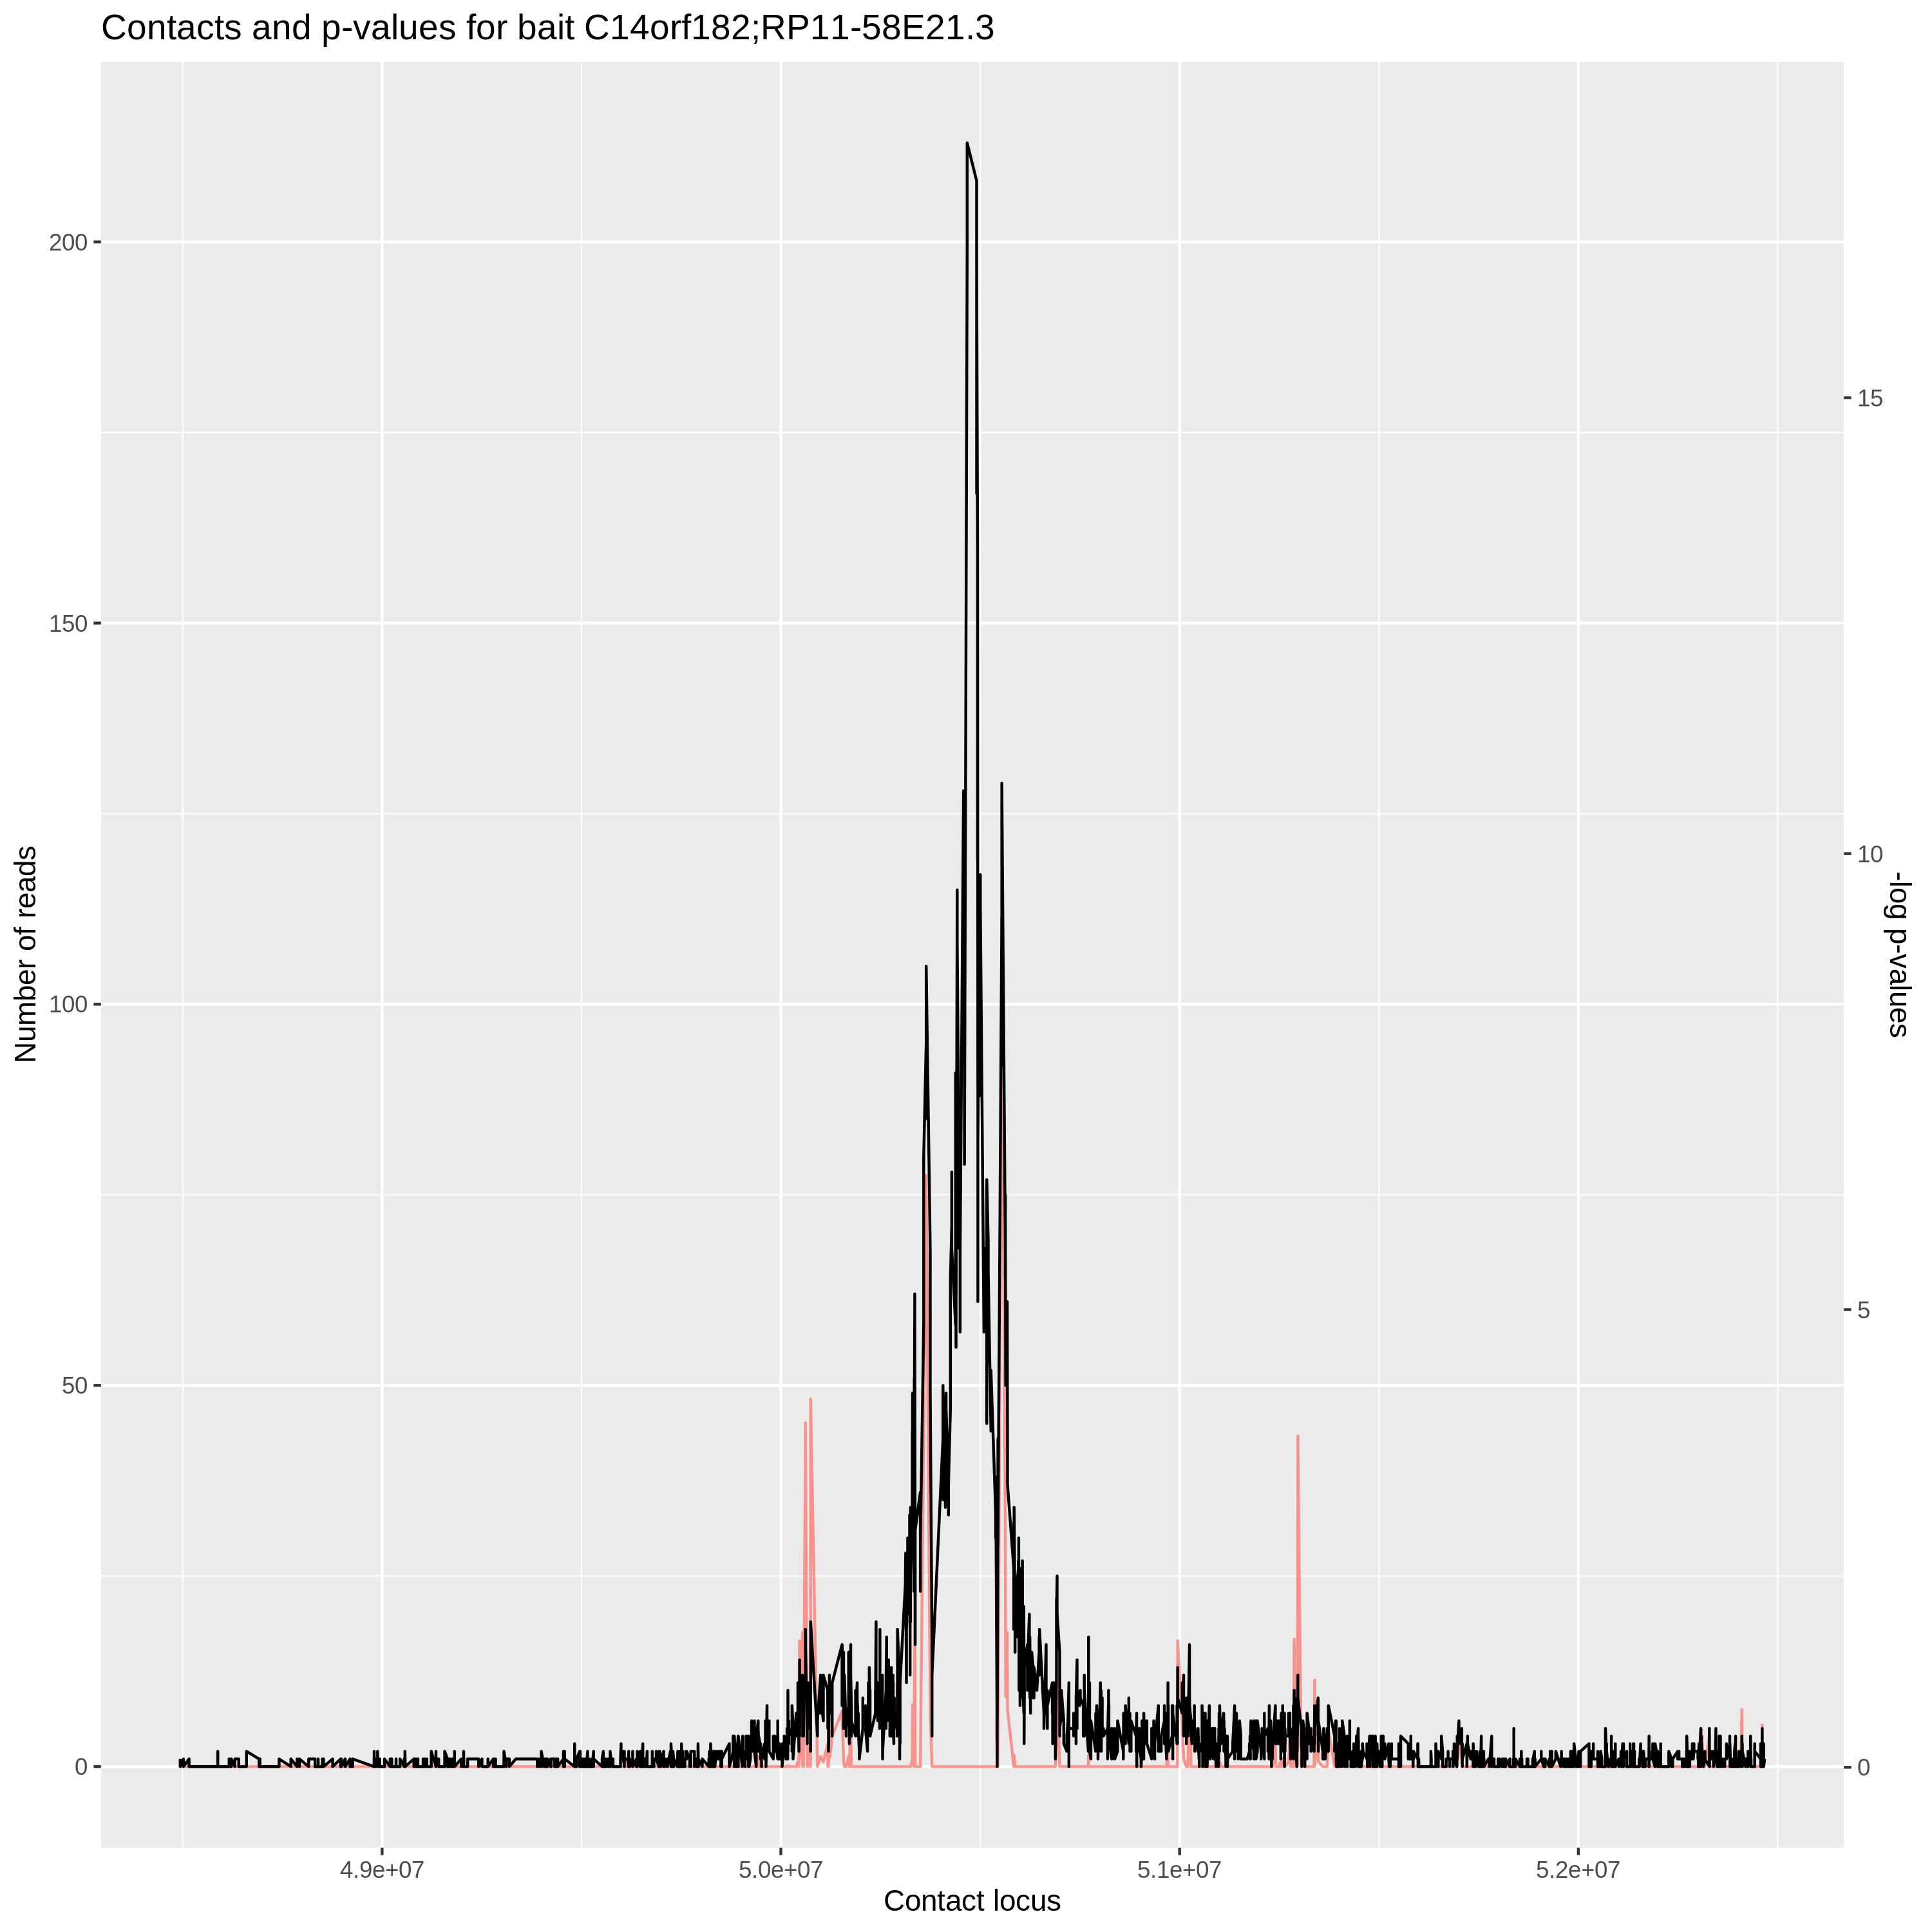 Contacts and p-values for bait C14orf182;RP11-58E21.3
200
150
100
50
0
Number of reads
15
10
5
0
-log p-values
4.9e+07
5.0e+07
5.1e+07
5.2e+07
Contact locus